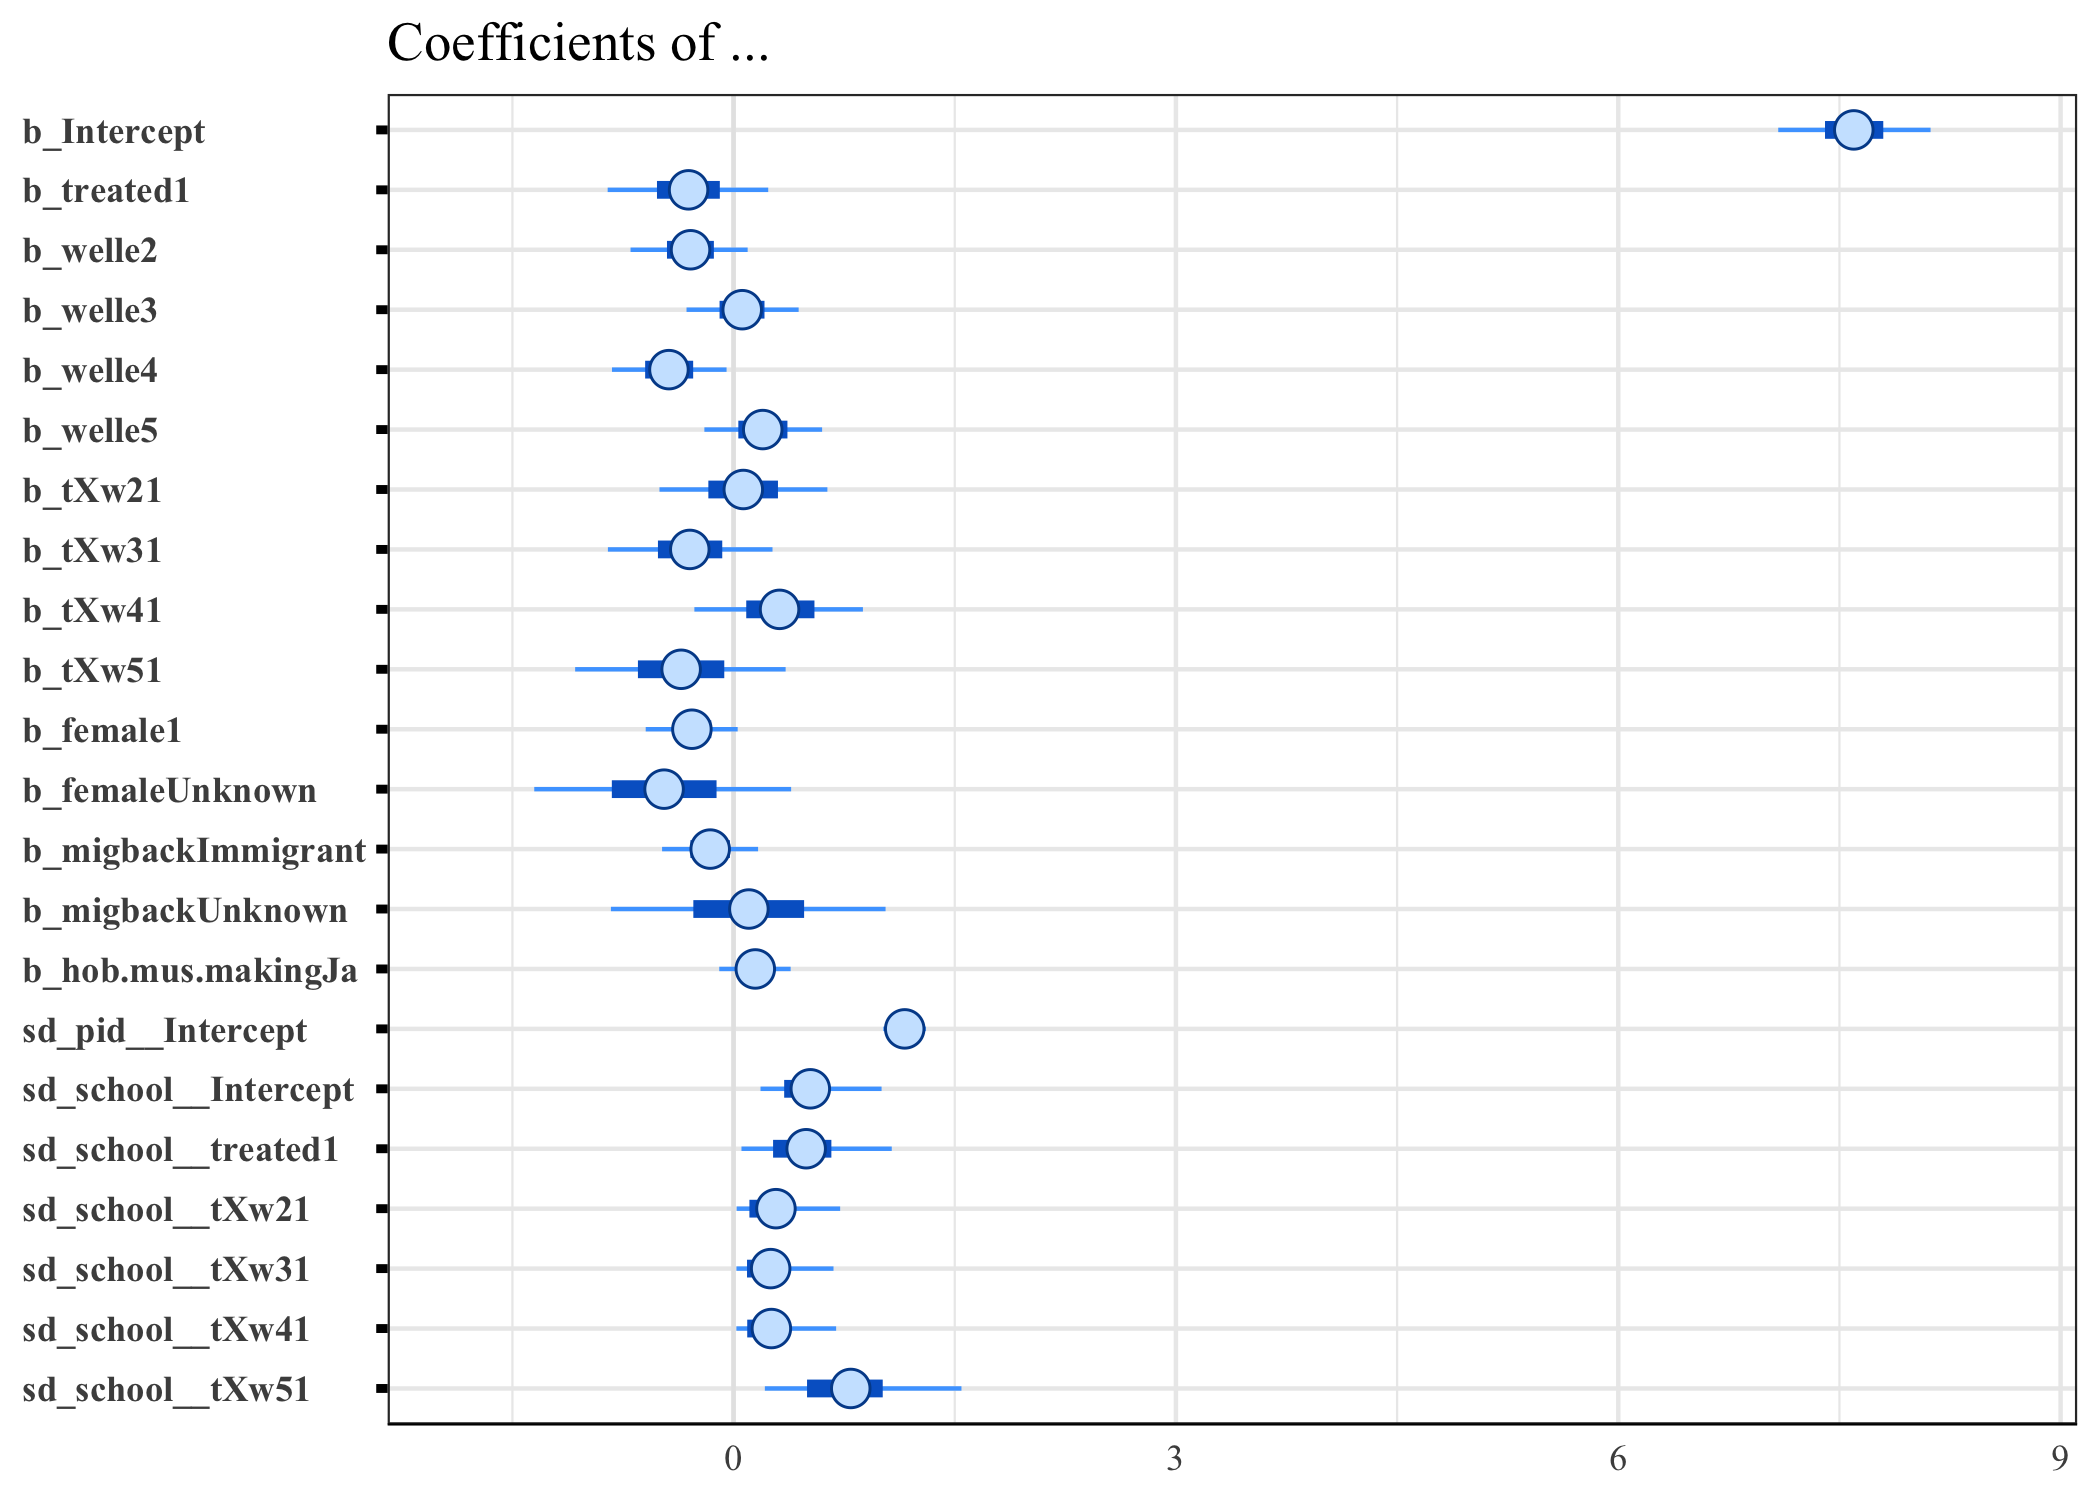 Coefficients of ...
b_Intercept
b_treated1
b_welle2
b_welle3
b_welle4
b_welle5
b_tXw21
b_tXw31
b_tXw41
b_tXw51
b_female1
b_femaleUnknown
b_migbackImmigrant
b_migbackUnknown
b_hob.mus.makingJa
sd_pid__Intercept
sd_school__Intercept
sd_school__treated1
sd_school__tXw21
sd_school__tXw31
sd_school__tXw41
sd_school__tXw51
0 3 6 9